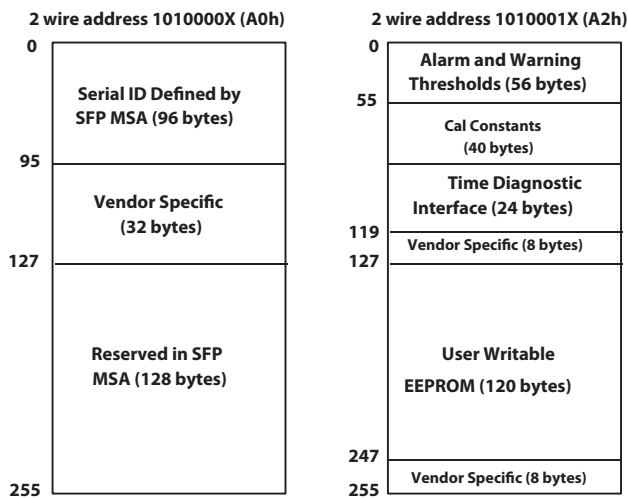 2 wire address 1010000X (A0h)
0
Serial ID Defined by
SFP MSA (96 bytes)
95
Vendor Specific
(32 bytes)
127
Reserved in SFP
MSA (128 bytes)
255
2 wire address 1010001X (A2h)
0
Alarm and Warning
Thresholds (56 bytes)
55
Cal Constants
(40 bytes)
Time Diagnostic
Interface (24 bytes)
119
Vendor Specific (8 bytes)
127
User Writable
EEPROM (120 bytes)
247
Vendor Specific (8 bytes)
255